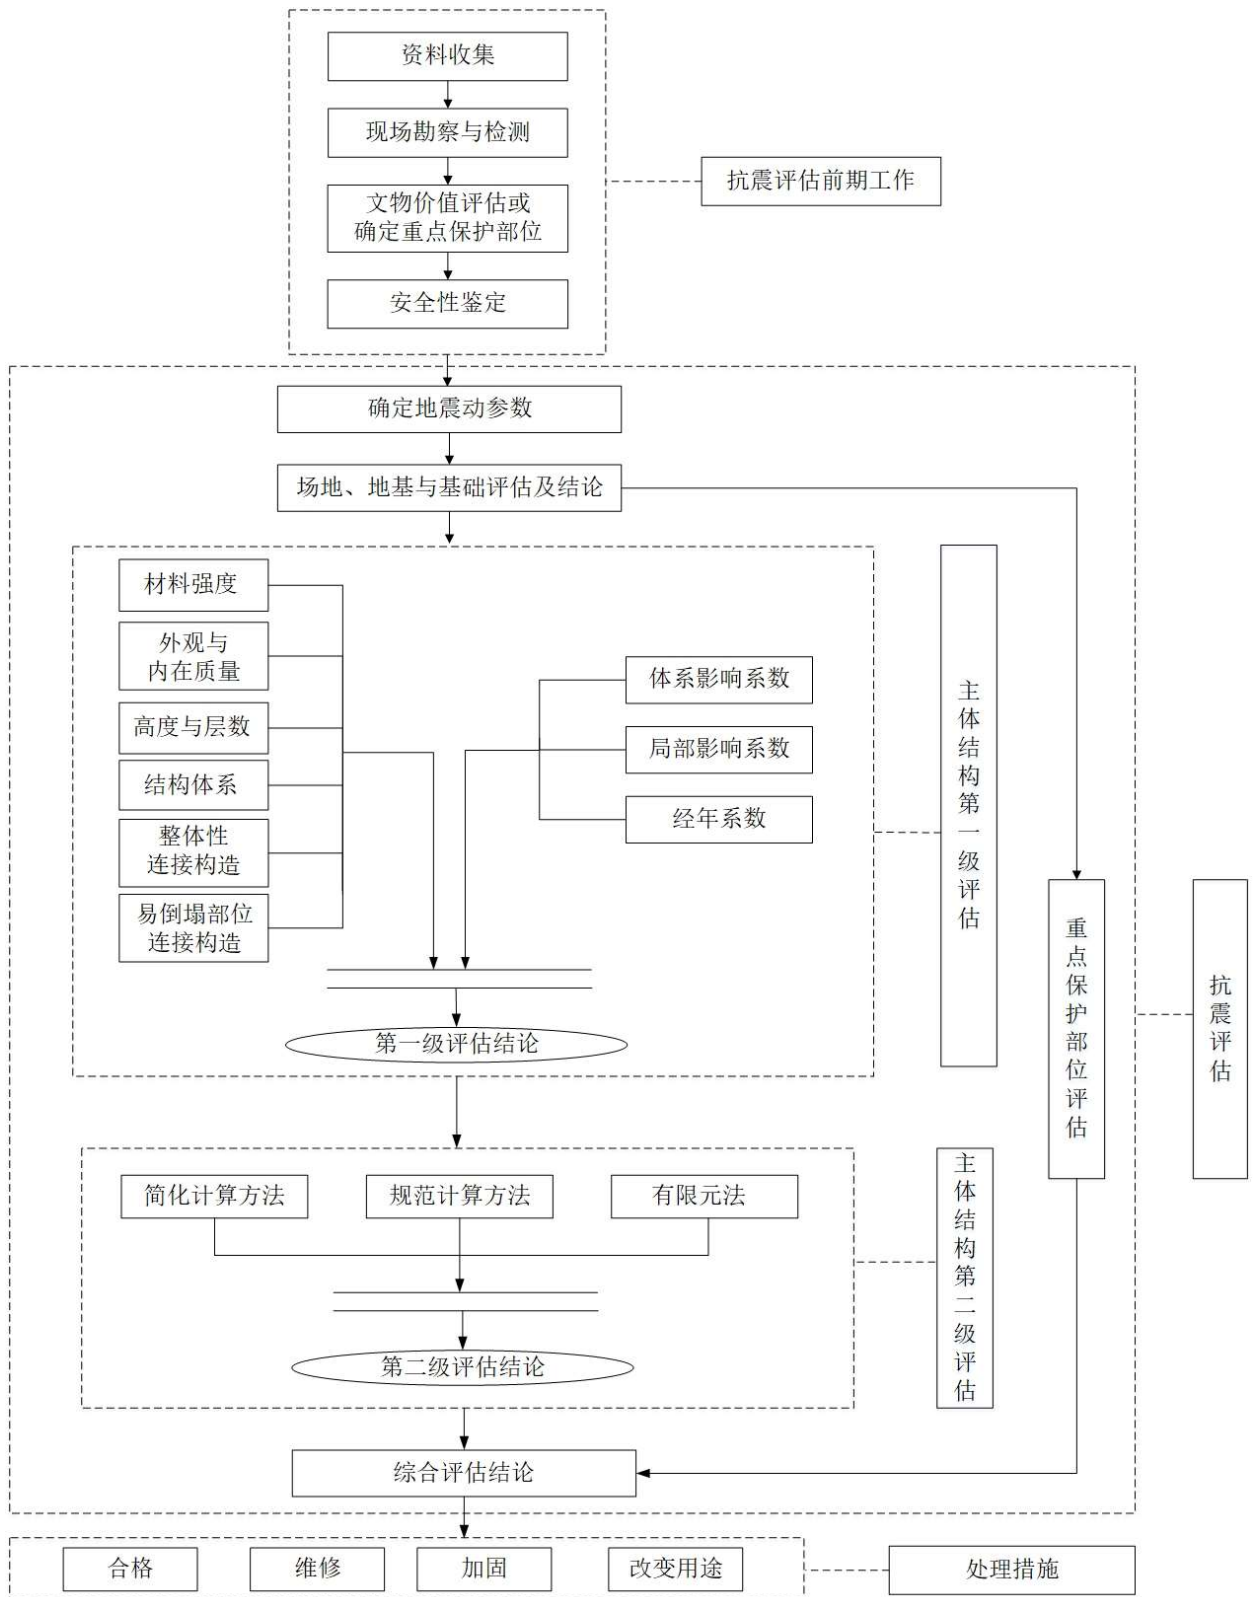 资料收集
现场勘察与检测
抗震评估前期工作
文物价值评估或
确定重点保护部位
安全性鉴定
确定地震动参数
场地、地基与基础评估及结论
材料强度
外观与
内在质量
高度与层数
结构体系
整体性
连接构造
易倒塌部位
连接构造
体系影响系数
局部影响系数
经年系数
第一级评估结论
主体结构第一级评估
重点保护部位评估
抗震评估
简化计算方法
规范计算方法
有限元法
第二级评估结论
主体结构第二级评估
综合评估结论
合格
维修
加固
改变用途
处理措施